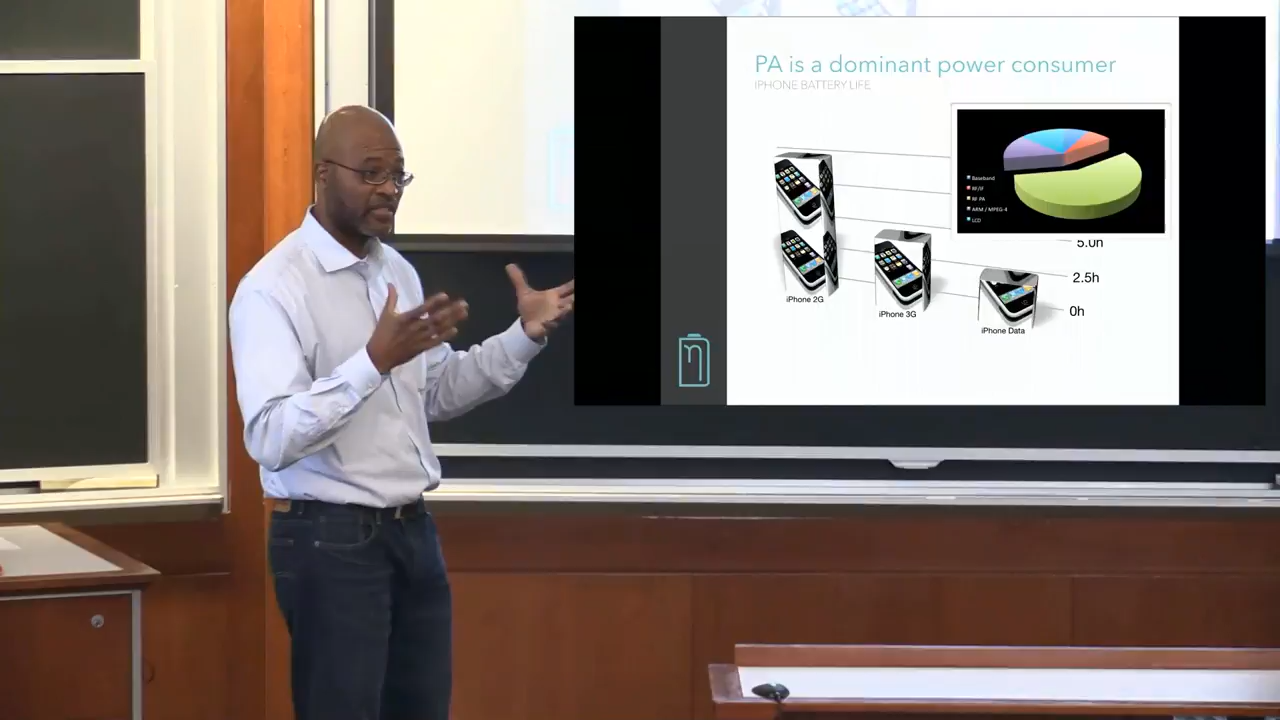 PA is a dominant power consumer
IPHONE BATTERY LIFE
Baseband
RF/IF
RF PA
ARM / MPEG-4
LCD
5.0h
2.5h
0h
iPhone 2G
iPhone 3G
iPhone Data
η